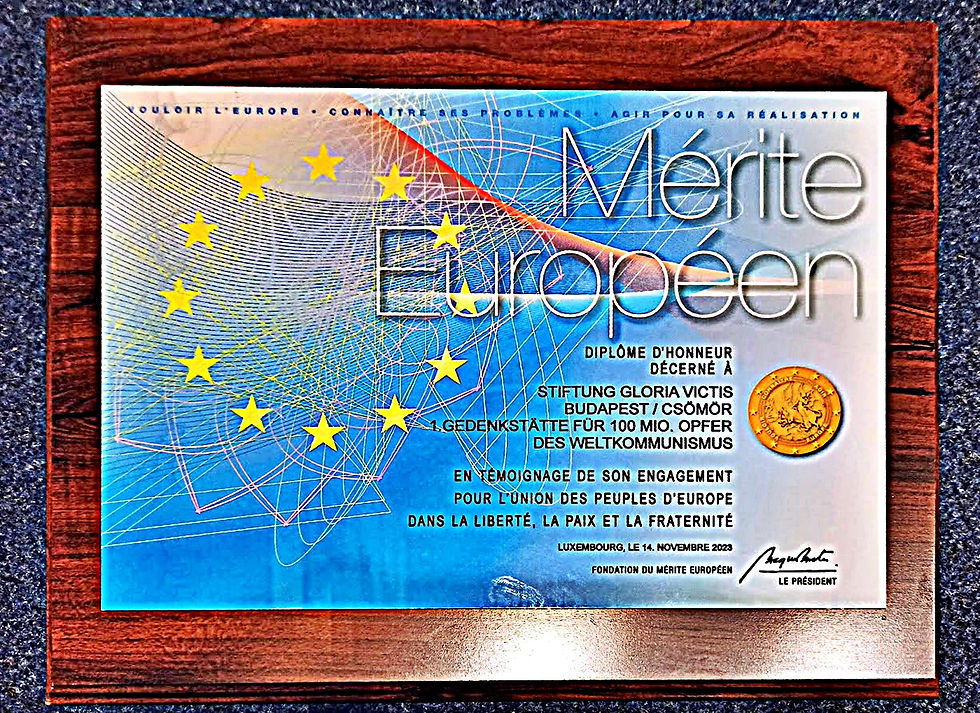 VOULOIR L'EUROPE • CONNAÎTRE SES PROBLÈMES • AGIR POUR SA RÉALISATION
Mérite
Européen
DIPLÔME D'HONNEUR
DÉCERNÉ À
STIFTUNG GLORIA VICTIS
BUDAPEST / CSÖMÖR
1.GEDENKSTÄTTE FÜR 100 MIO. OPFER
DES WELTKOMMUNISMUS
EN TÉMOIGNAGE DE SON ENGAGEMENT
POUR L'UNION DES PEUPLES D'EUROPE
DANS LA LIBERTÉ, LA PAIX ET LA FRATERNITÉ
LUXEMBOURG, LE 14. NOVEMBRE 2023
FONDATION DU MÉRITE EUROPÉEN
LE PRÉSIDENT